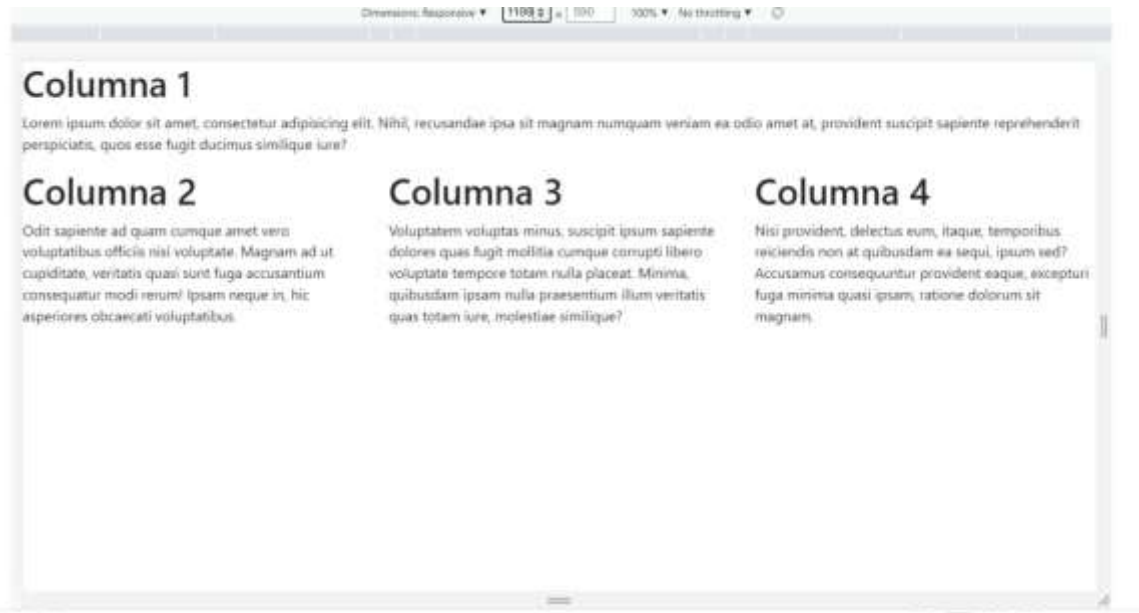 Dimensions: Responsive ▼ 1199 x 590 100% ▼ No throttling ▼
Columna 1
Lorem ipsum dolor sit amet, consectetur adipisicing elit. Nihil, recusandae ipsa sit magnam numquam veniam ea odio amet at, provident suscipit sapiente reprehenderit
perspiciatis, quos esse fugit ducimus similique iure?
Columna 2
Odit sapiente ad quam cumque amet vero
voluptatibus officiis nisi voluptate. Magnam ad ut
cupiditate, veritatis quasi sunt fuga accusantium
consequatur modi rerum! Ipsam neque in, hic
asperiores obcaecati voluptatibus.
Columna 3
Voluptatem voluptas minus, suscipit ipsum sapiente
dolores quas fugit mollitia cumque corrupti libero
voluptate tempore totam nulla placeat. Minima,
quibusdam ipsam nulla praesentium illum veritatis
quas totam iure, molestiae similique?
Columna 4
Nisi provident, delectus eum, itaque, temporibus
reiciendis non at quibusdam ea sequi, ipsum sed?
Accusamus consequuntur provident eaque, excepturi
fuga minima quasi ipsam, ratione dolorum sit
magnam.